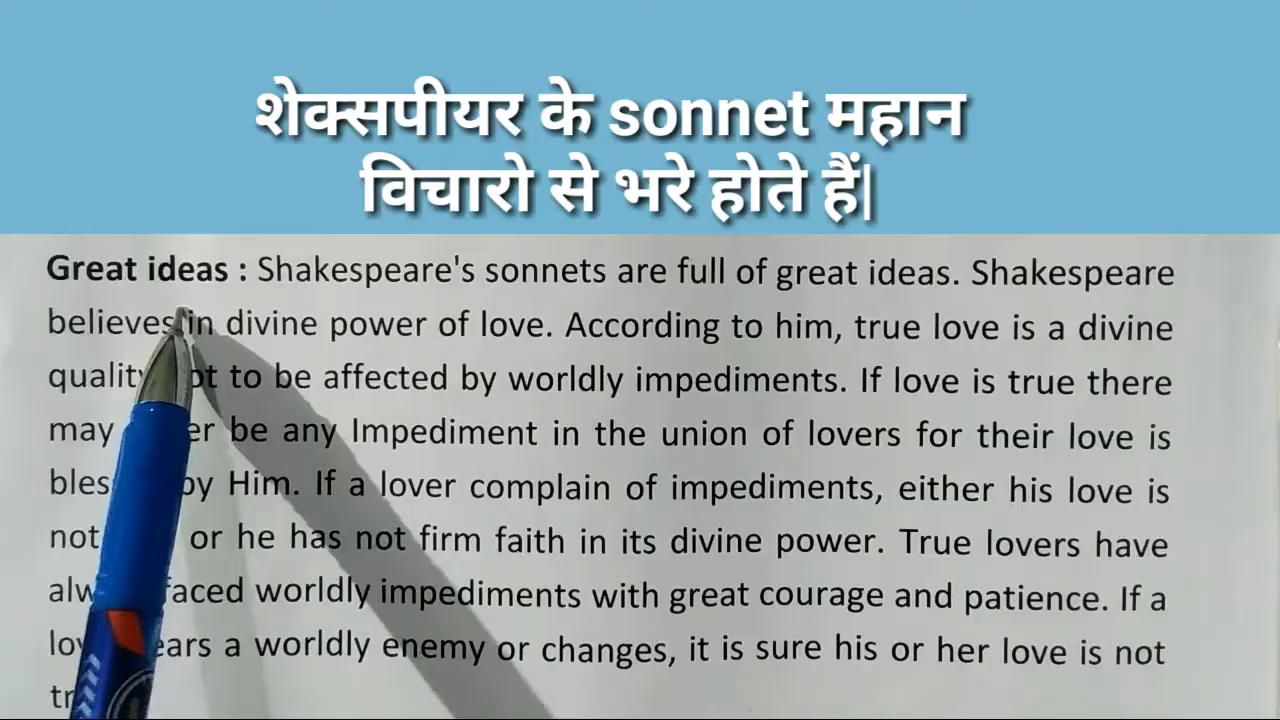 शेक्सपीयर के sonnet महान
विचारो से भरे होते हैं|
Great ideas : Shakespeare's sonnets are full of great ideas. Shakespeare
believes in divine power of love. According to him, true love is a divine
to be affected by worldly impediments. If love is true there
may be any Impediment in the union of lovers for their love is
by Him. If a lover complain of impediments, either his love is
not or he has not firm faith in its divine power. True lovers have
faced worldly impediments with great courage and patience. If a
a worldly enemy or changes, it is sure his or her love is not